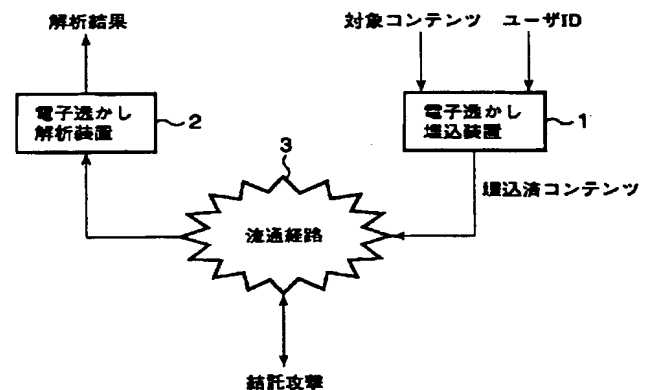 解析結果
対象コンテンツ ユーザID
電子透かし
解析装置
2
電子透かし
埋込装置
1
3
埋込済コンテンツ
流通経路
結託攻撃